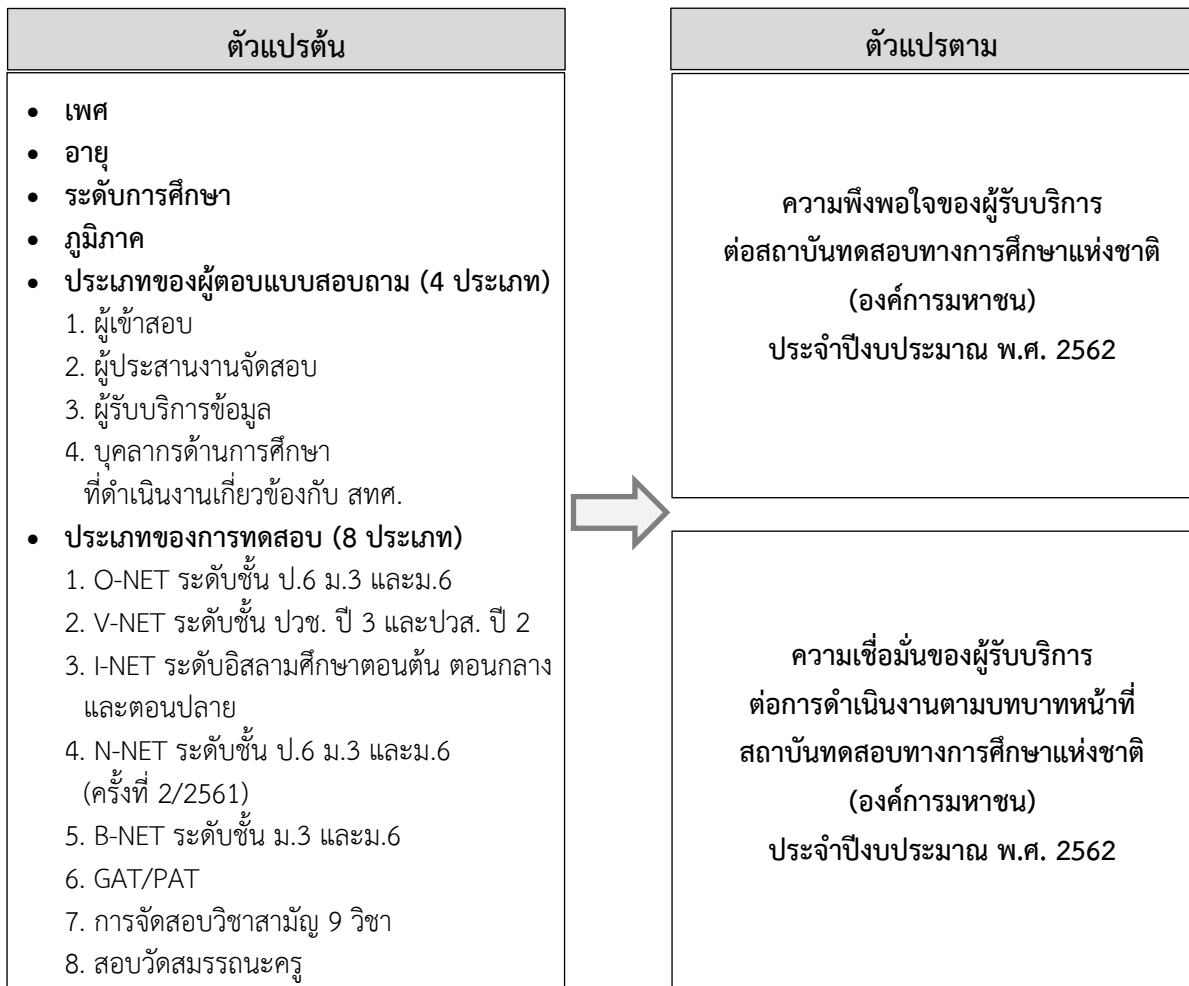 ตัวแปรต้น
• เพศ
• อายุ
• ระดับการศึกษา
• ภูมิภาค
• ประเภทของผู้ตอบแบบสอบถาม (4 ประเภท)
1. ผู้เข้าสอบ
2. ผู้ประสานงานจัดสอบ
3. ผู้รับบริการข้อมูล
4. บุคลากรด้านการศึกษา
ที่ดำเนินงานเกี่ยวข้องกับ สทศ.
• ประเภทของการทดสอบ (8 ประเภท)
1. O-NET ระดับชั้น ป.6 ม.3 และม.6
2. V-NET ระดับชั้น ปวช. ปี 3 และปวส. ปี 2
3. I-NET ระดับอิสลามศึกษาตอนต้น ตอนกลาง
และตอนปลาย
4. N-NET ระดับชั้น ป.6 ม.3 และม.6
(ครั้งที่ 2/2561)
5. B-NET ระดับชั้น ม.3 และม.6
6. GAT/PAT
7. การจัดสอบวิชาสามัญ 9 วิชา
8. สอบวัดสมรรถนะครู
ตัวแปรตาม
ความพึงพอใจของผู้รับบริการ
ต่อสถาบันทดสอบทางการศึกษาแห่งชาติ
(องค์การมหาชน)
ประจำปีงบประมาณ พ.ศ. 2562
ความเชื่อมั่นของผู้รับบริการ
ต่อการดำเนินงานตามบทบาทหน้าที่
สถาบันทดสอบทางการศึกษาแห่งชาติ
(องค์การมหาชน)
ประจำปีงบประมาณ พ.ศ. 2562